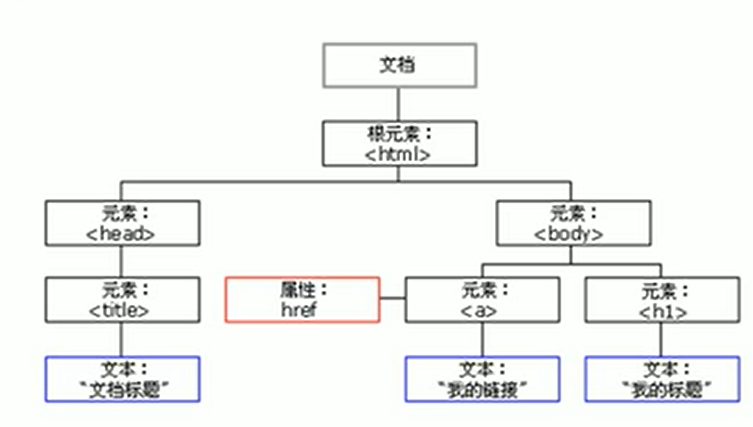 文档
根元素：
<html>
元素：
<head>
元素：
<body>
元素：
<title>
属性：
href
元素：
<a>
元素：
<h1>
文本：
“文档标题”
文本：
“我的链接”
文本：
“我的标题”